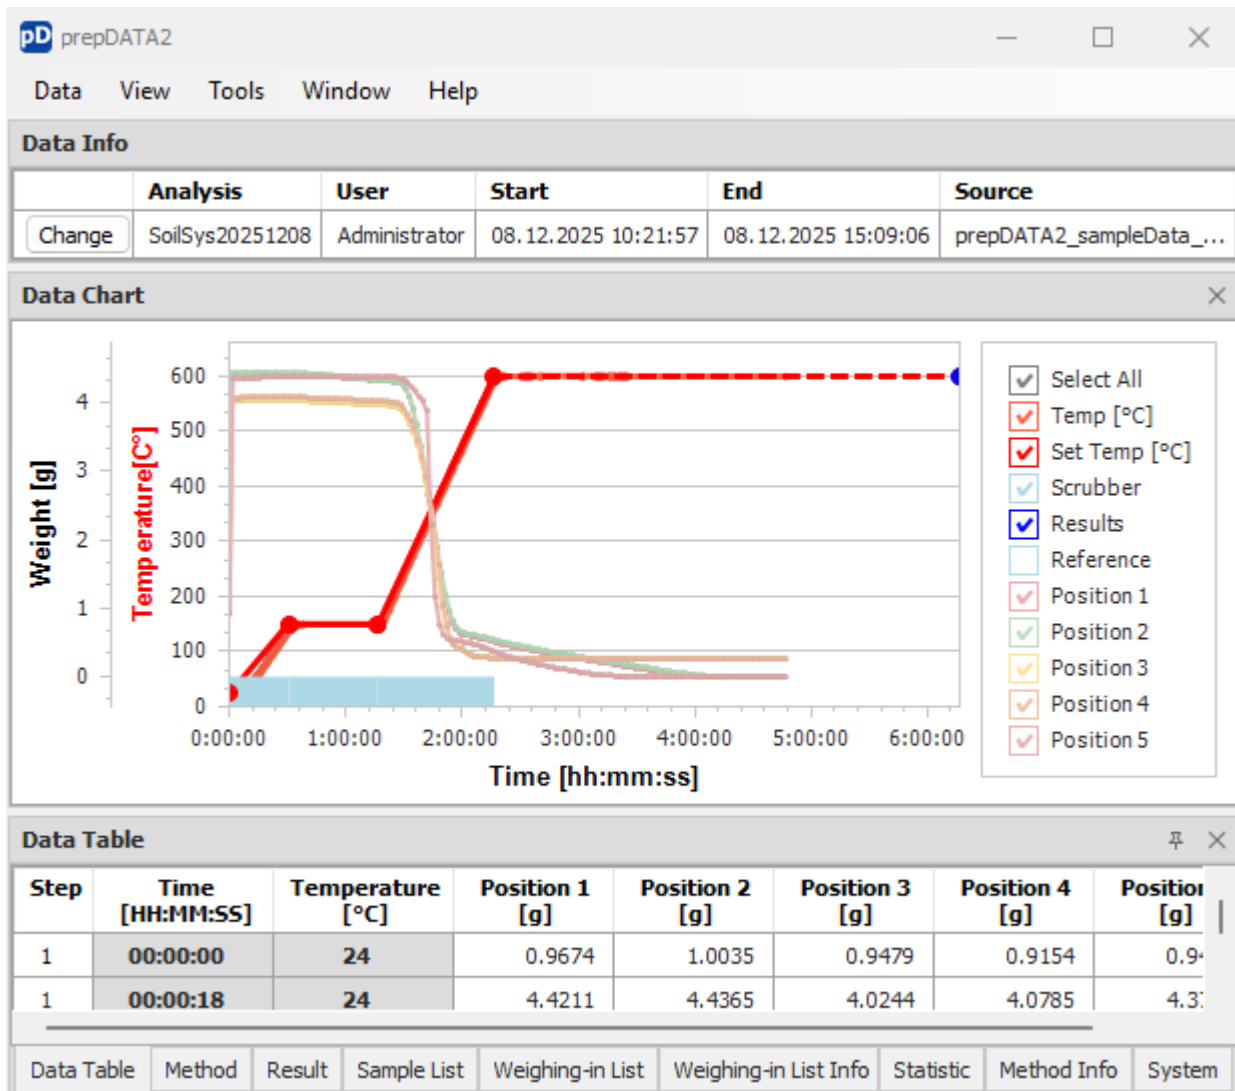 pD prepDATA2
Data View Tools Window Help
Data Info
Analysis User Start End Source
Change SoilSys20251208 Administrator 08.12.2025 10:21:57 08.12.2025 15:09:06 prepDATA2_sampleData_...
Data Chart
Weight [g]
4
3
2
1
0
Temperature[C°]
600
500
400
300
200
100
0
0:00:00 1:00:00 2:00:00 3:00:00 4:00:00 5:00:00 6:00:00
Time [hh:mm:ss]
Select All
Temp [°C]
Set Temp [°C]
Scrubber
Results
Reference
Position 1
Position 2
Position 3
Position 4
Position 5
Data Table
Step Time Temperature Position 1 Position 2 Position 3 Position 4 Position
[HH:MM:SS] [°C] [g] [g] [g] [g] [g]
1 00:00:00 24 0.9674 1.0035 0.9479 0.9154
1 00:00:18 24 4.4211 4.4365 4.0244 4.0785
Data Table Method Result Sample List Weighing-in List Weighing-in List Info Statistic Method Info System